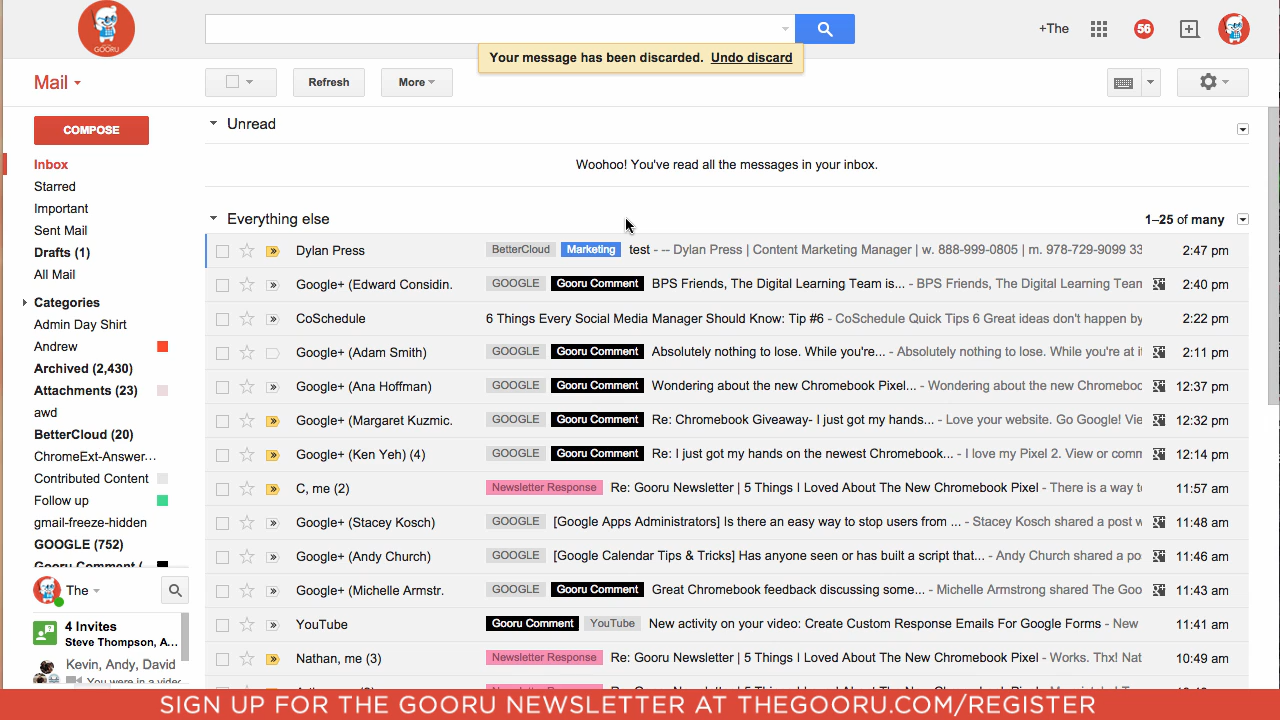 GOORU
+The
56
Your message has been discarded. Undo discard
Mail
Refresh
More
COMPOSE
Inbox
Starred
Important
Sent Mail
Drafts (1)
All Mail
Categories
Admin Day Shirt
Andrew
Archived (2,430)
Attachments (23)
awd
BetterCloud (20)
ChromeExt-Answer...
Contributed Content
Follow up
gmail-freeze-hidden
GOOGLE (752)
Gooru Comment (
The
4 Invites
Steve Thompson, A...
Kevin, Andy, David
You were in a video
Unread
Woohoo! You've read all the messages in your inbox.
Everything else
1–25 of many
Dylan Press BetterCloud Marketing test - -- Dylan Press | Content Marketing Manager | w. 888-999-0805 | m. 978-729-9099 33 2:47 pm
Google+ (Edward Considin. GOOGLE Gooru Comment BPS Friends, The Digital Learning Team is... - BPS Friends, The Digital Learning Team 2:40 pm
CoSchedule 6 Things Every Social Media Manager Should Know: Tip #6 - CoSchedule Quick Tips 6 Great ideas don't happen by 2:22 pm
Google+ (Adam Smith) GOOGLE Gooru Comment Absolutely nothing to lose. While you're... - Absolutely nothing to lose. While you're at it 2:11 pm
Google+ (Ana Hoffman) GOOGLE Gooru Comment Wondering about the new Chromebook Pixel... - Wondering about the new Chromeboc 12:37 pm
Google+ (Margaret Kuzmic. GOOGLE Gooru Comment Re: Chromebook Giveaway- I just got my hands... - Love your website. Go Google! Vie 12:32 pm
Google+ (Ken Yeh) (4) GOOGLE Gooru Comment Re: I just got my hands on the newest Chromebook... - I love my Pixel 2. View or comm 12:14 pm
C, me (2) Newsletter Response Re: Gooru Newsletter | 5 Things I Loved About The New Chromebook Pixel - There is a way to 11:57 am
Google+ (Stacey Kosch) GOOGLE [Google Apps Administrators] Is there an easy way to stop users from ... - Stacey Kosch shared a post w 11:48 am
Google+ (Andy Church) GOOGLE [Google Calendar Tips & Tricks] Has anyone seen or has built a script that... - Andy Church shared a po 11:46 am
Google+ (Michelle Armstr. GOOGLE Gooru Comment Great Chromebook feedback discussing some... - Michelle Armstrong shared The Goo 11:43 am
YouTube Gooru Comment YouTube New activity on your video: Create Custom Response Emails For Google Forms - New 11:41 am
Nathan, me (3) Newsletter Response Re: Gooru Newsletter | 5 Things I Loved About The New Chromebook Pixel - Works. Thx! Nat 10:49 am
SIGN UP FOR THE GOORU NEWSLETTER AT THEGOORU.COM/REGISTER